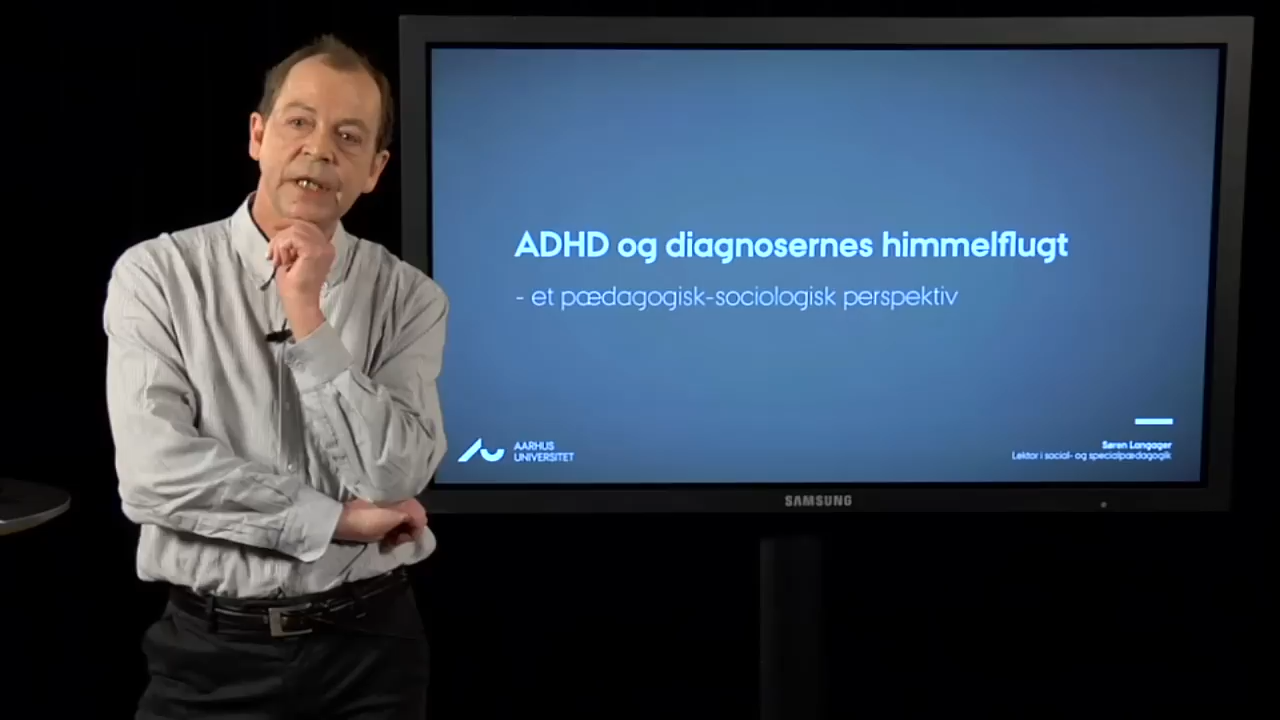 ADHD og diagnosernes himmelflugt
- et pædagogisk-sociologisk perspektiv
AARHUS
UNIVERSITET
Søren Langager
Lektor i social- og specialpædagogik
SAMSUNG